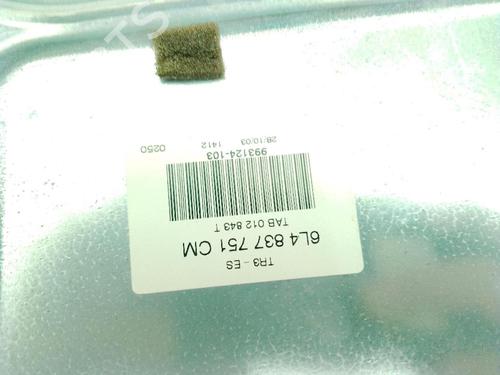 TR3 - ES
6L4 837 751 CM
TAB 012 843 T
993124-103
28/10/03 1412 0250